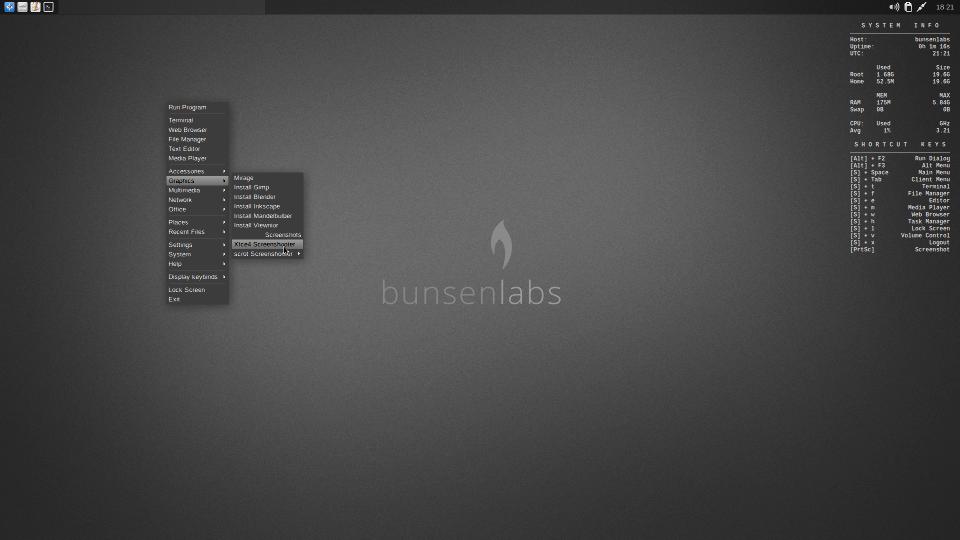 18:21
SYSTEM INFO
Host: bunsenlabs
Uptime: 0h 1m 16s
UTC: 21:21
Used Size
Root 1.68G 19.6G
Home 52.5M 19.6G
MEM MAX
RAM 175M 5.84G
Swap 0B 0B
CPU: GHz
Avg 1% 3.21
SHORTCUT KEYS
[Alt] + F2 Run Dialog
[Alt] + F3 Alt Menu
[S] + Space Main Menu
[S] + Tab Client Menu
[S] + t Terminal
[S] + f File Manager
[S] + e Editor
[S] + m Media Player
[S] + w Web Browser
[S] + h Task Manager
[S] + l Lock Screen
[S] + v Volume Control
[S] + x Logout
[PrtSc] Screenshot
Run Program
Terminal
Web Browser
File Manager
Text Editor
Media Player
Accessories
Graphics
Multimedia
Network
Office
Places
Recent Files
Settings
System
Help
Display Keybinds
Lock Screen
Exit
Mirage
Install Gimp
Install Blender
Install Inkscape
Install Mandelbulber
Install Viewnior
Screenshots
Xfce4 Screenshooter
scrot Screenshooter
bunsenlabs